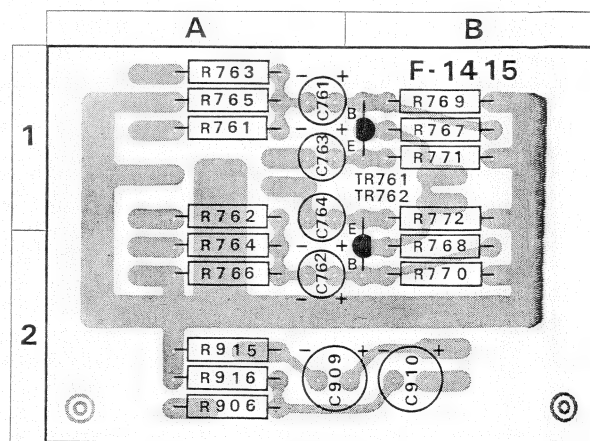 A B
F-1415
1
2
R763
R765
R761
- +
C761
- +
C763
B
E
R769
R767
R771
TR761
TR762
R762
R764
R766
C764
- +
C762
- +
E
B
R772
R768
R770
R915
R916
R906
- +
C909
- +
C910